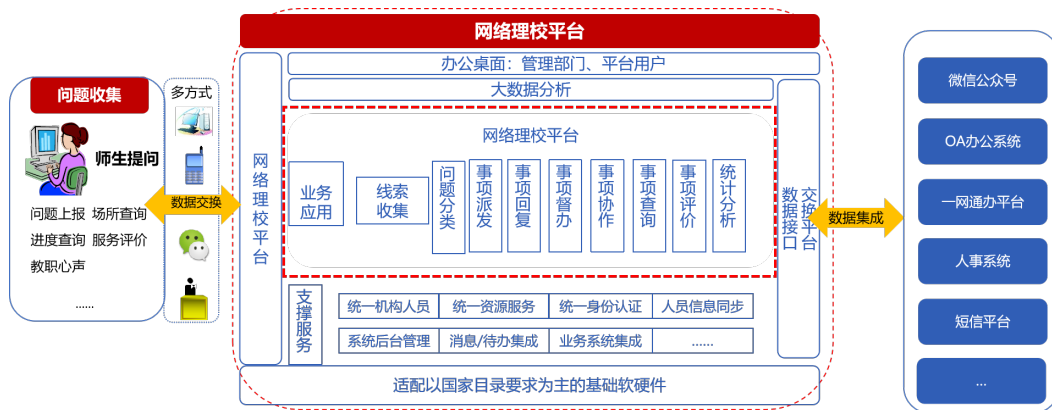 网络理校平台
办公桌面：管理部门、平台用户
大数据分析
问题收集
师生提问
问题上报 场所查询
进度查询 服务评价
教职心声
......
多方式
数据交换
网络理校平台
网络理校平台
业务
应用
线索
收集
问题分类
事项派发
事项回复
事项督办
事项协作
事项查询
事项评价
统计分析
支撑服务
统一机构人员
统一资源服务
统一身份认证
人员信息同步
系统后台管理
消息/待办集成
业务系统集成
......
交换平台
数据接口
适配以国家目录要求为主的基础软硬件
数据集成
微信公众号
OA办公系统
一网通办平台
人事系统
短信平台
...